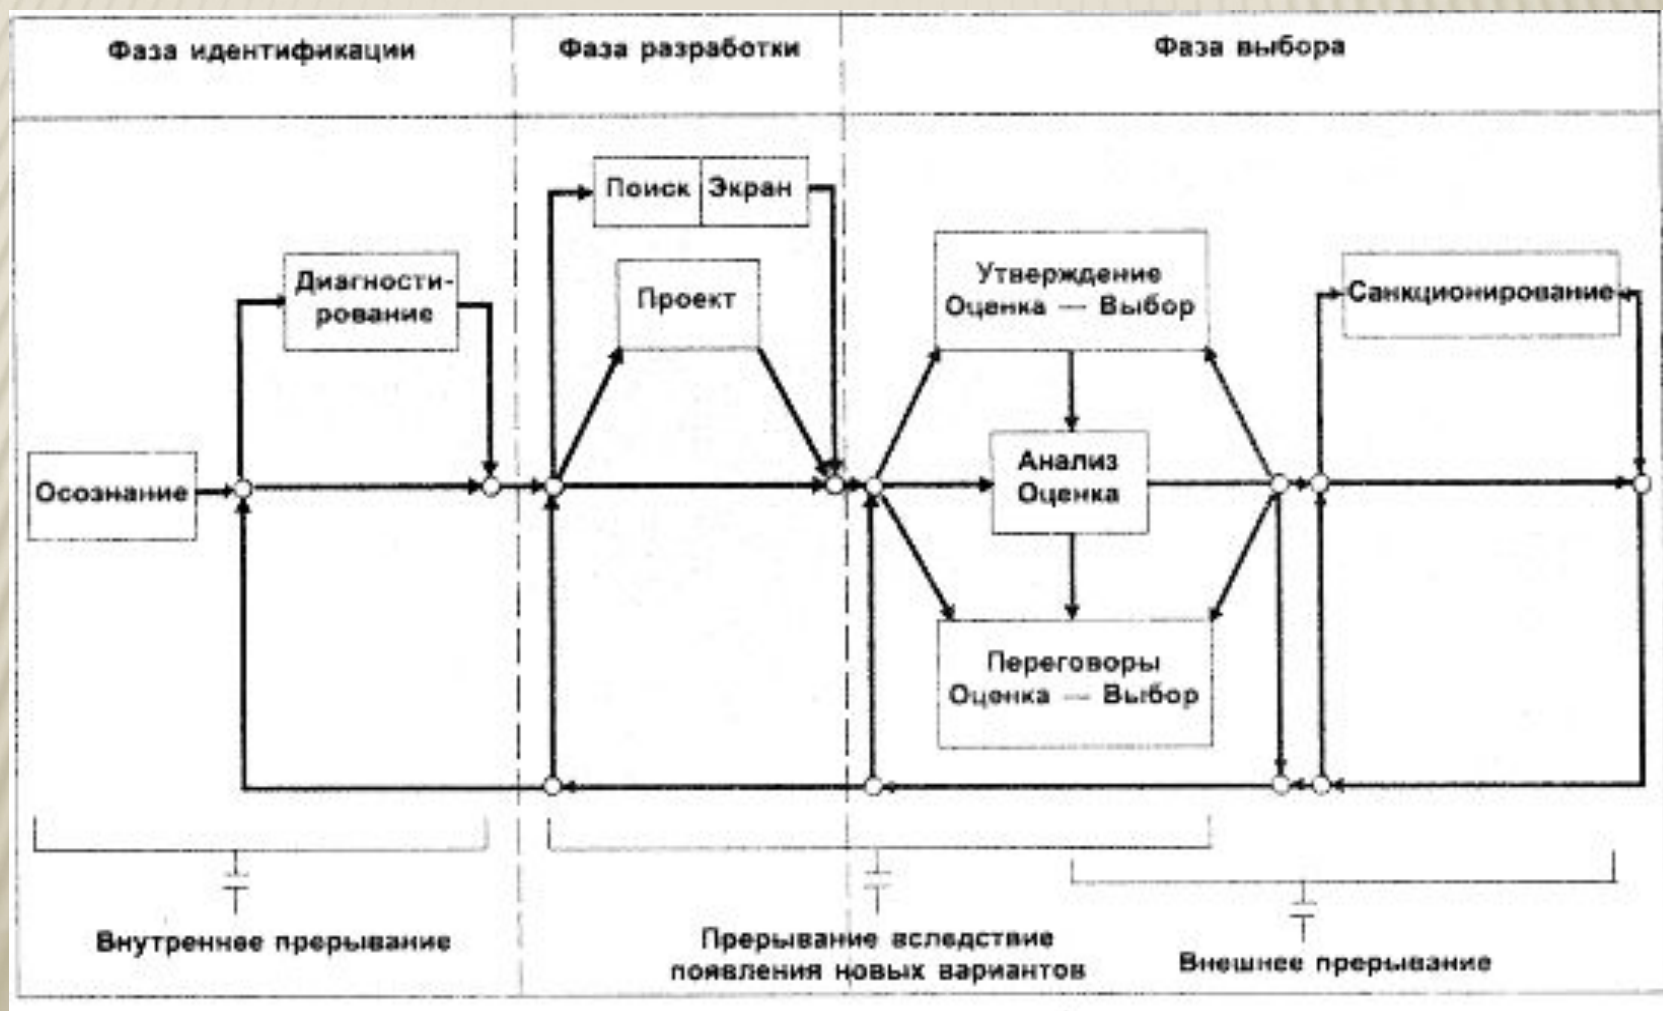 Фаза идентификации
Фаза разработки
Фаза выбора
Поиск
Экран
Диагности-
рование
Проект
Утверждение
Оценка — Выбор
Санкционирование
Осознание
Анализ
Оценка
Переговоры
Оценка — Выбор
Внутреннее прерывание
Прерывание вследствие
появления новых вариантов
Внешнее прерывание